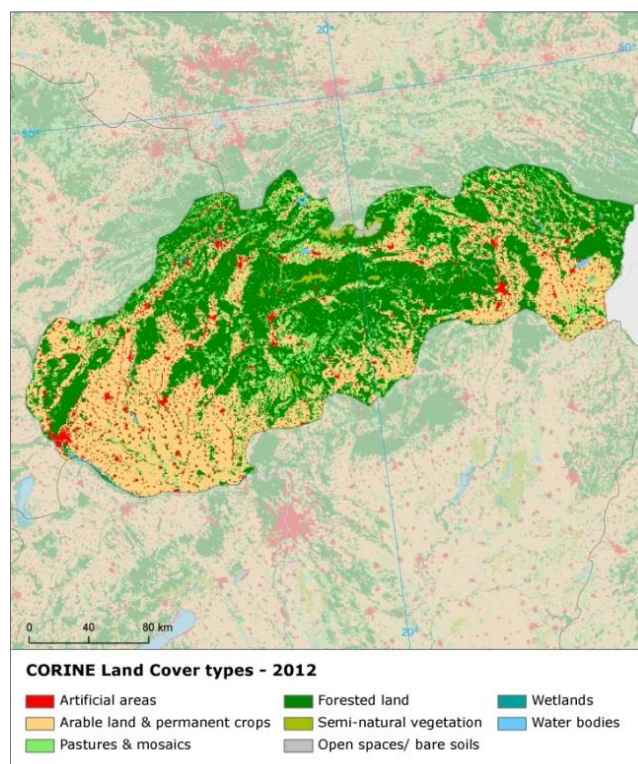 20°
50°
50°
20°
0 40 80 km
CORINE Land Cover types - 2012
Artificial areas
Forested land
Wetlands
Arable land & permanent crops
Semi-natural vegetation
Water bodies
Pastures & mosaics
Open spaces/ bare soils